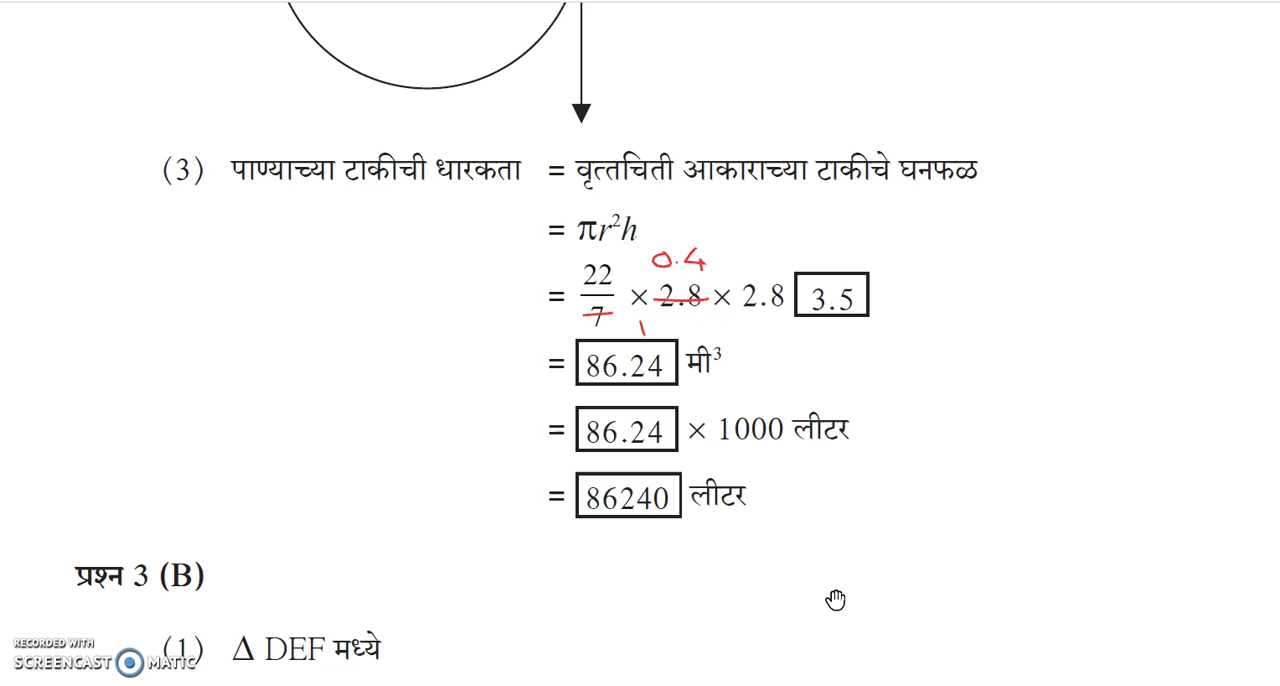 (3) पाण्याच्या टाकीची धारकता = वृत्तचिती आकाराच्या टाकीचे घनफळ
= πr²h
0.4
= 22/7 × 2.8 × 2.8 3.5
1
= 86.24 मी³
= 86.24 × 1000 लीटर
= 86240 लीटर
प्रश्न 3 (B)
(1) Δ DEF मध्ये
RECORDED WITH
SCREENCAST MATIC